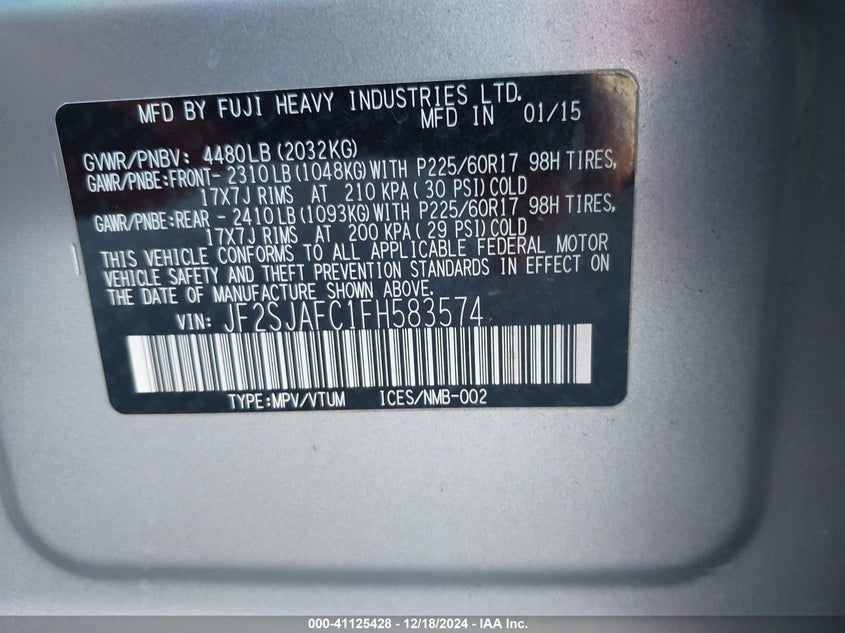 MFD BY FUJI HEAVY INDUSTRIES LTD.
MFD IN 01/15
GVWR/PNBV: 4480LB (2032KG)
GAWR/PNBE:FRONT- 2310LB(1048KG)WITH P225/60R17 98H TIRES,
17X7J RIMS AT 210 KPA( 30 PSI)COLD
GAWR/PNBE:REAR - 2410LB(1093KG)WITH P225/60R17 98H TIRES,
17X7J RIMS AT 200 KPA( 29 PSI)COLD
THIS VEHICLE CONFORMS TO ALL APPLICABLE FEDERAL MOTOR
VEHICLE SAFETY AND THEFT PREVENTION STANDARDS IN EFFECT ON
THE DATE OF MANUFACTURE SHOWN ABOVE.
VIN: JF2SJAFC1FH583574
TYPE:MPV/VTUM ICES/NMB-002
000-41125428 - 12/18/2024 - IAA Inc.